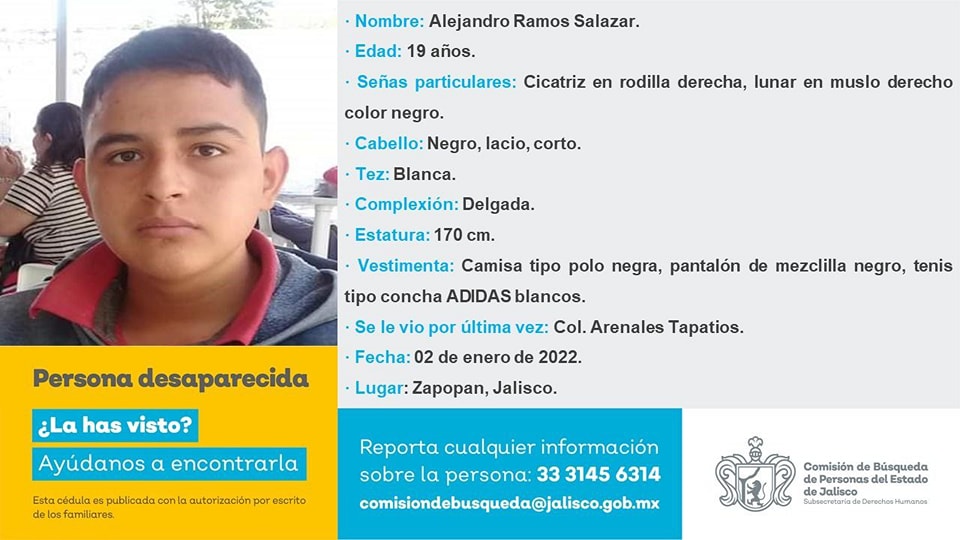 · Nombre: Alejandro Ramos Salazar.
· Edad: 19 años.
· Señas particulares: Cicatriz en rodilla derecha, lunar en muslo derecho
color negro.
· Cabello: Negro, lacio, corto.
· Tez: Blanca.
· Complexión: Delgada.
· Estatura: 170 cm.
· Vestimenta: Camisa tipo polo negra, pantalón de mezclilla negro, tenis
tipo concha ADIDAS blancos.
· Se le vio por última vez: Col. Arenales Tapatios.
· Fecha: 02 de enero de 2022.
· Lugar: Zapopan, Jalisco.
Persona desaparecida
¿La has visto?
Ayúdanos a encontrarla
Esta cédula es publicada con la autorización por escrito
de los familiares.
Reporta cualquier información
sobre la persona: 33 3145 6314
comisiondebusqueda@jalisco.gob.mx
Comisión de Búsqueda
de Personas del Estado
de Jalisco
Subsecretaría de Derechos Humanos